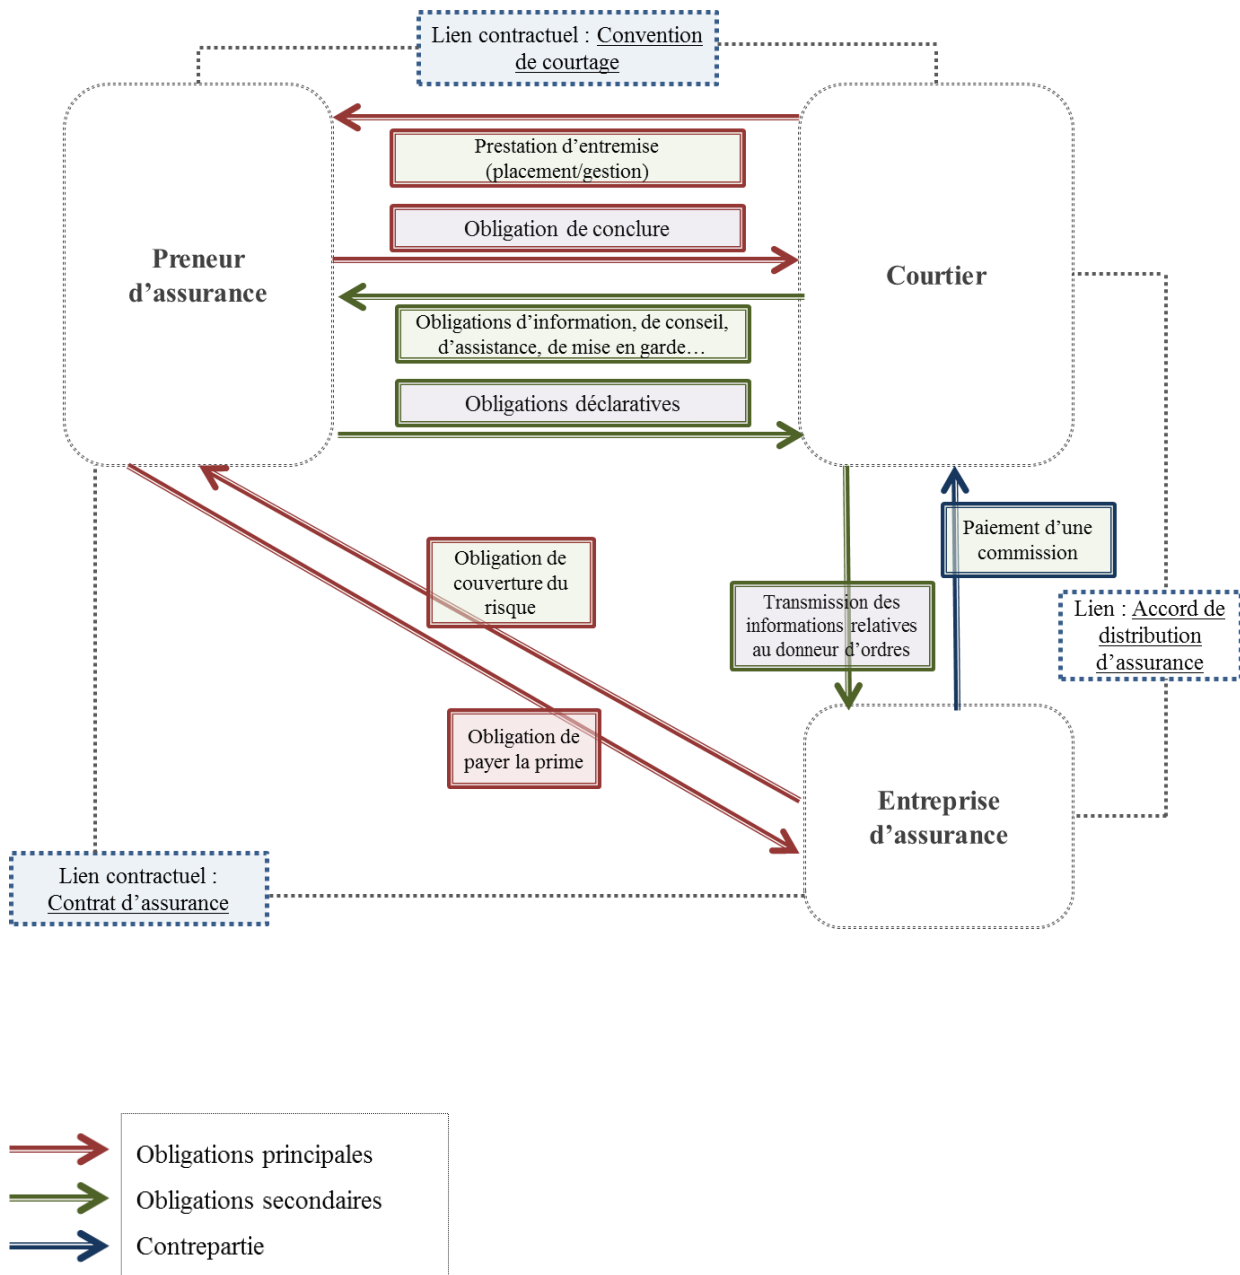 Lien contractuel : Convention
de courtage
Prestation d’entremise
(placement/gestion)
Obligation de conclure
Preneur
d’assurance
Courtier
Obligations d’information, de conseil,
d’assistance, de mise en garde…
Obligations déclaratives
Paiement d’une
commission
Obligation de
couverture du
risque
Transmission des
informations relatives
au donneur d’ordres
Lien : Accord de
distribution
d’assurance
Obligation de
payer la prime
Entreprise
d’assurance
Lien contractuel :
Contrat d’assurance
Obligations principales
Obligations secondaires
Contrepartie